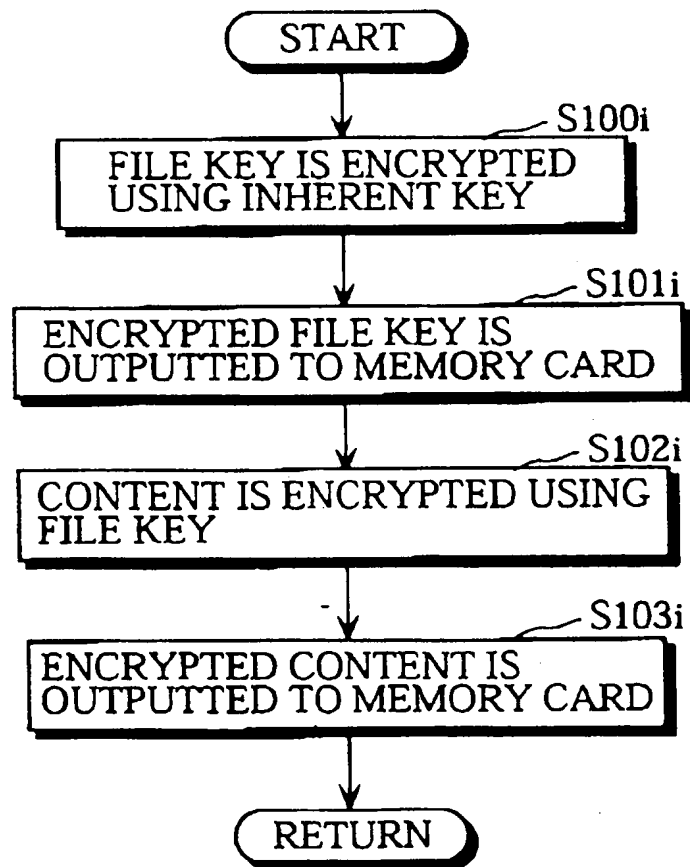 START
S100i
FILE KEY IS ENCRYPTED
USING INHERENT KEY
S101i
ENCRYPTED FILE KEY IS
OUTPUTTED TO MEMORY CARD
S102i
CONTENT IS ENCRYPTED USING
FILE KEY
S103i
ENCRYPTED CONTENT IS
OUTPUTTED TO MEMORY CARD
RETURN